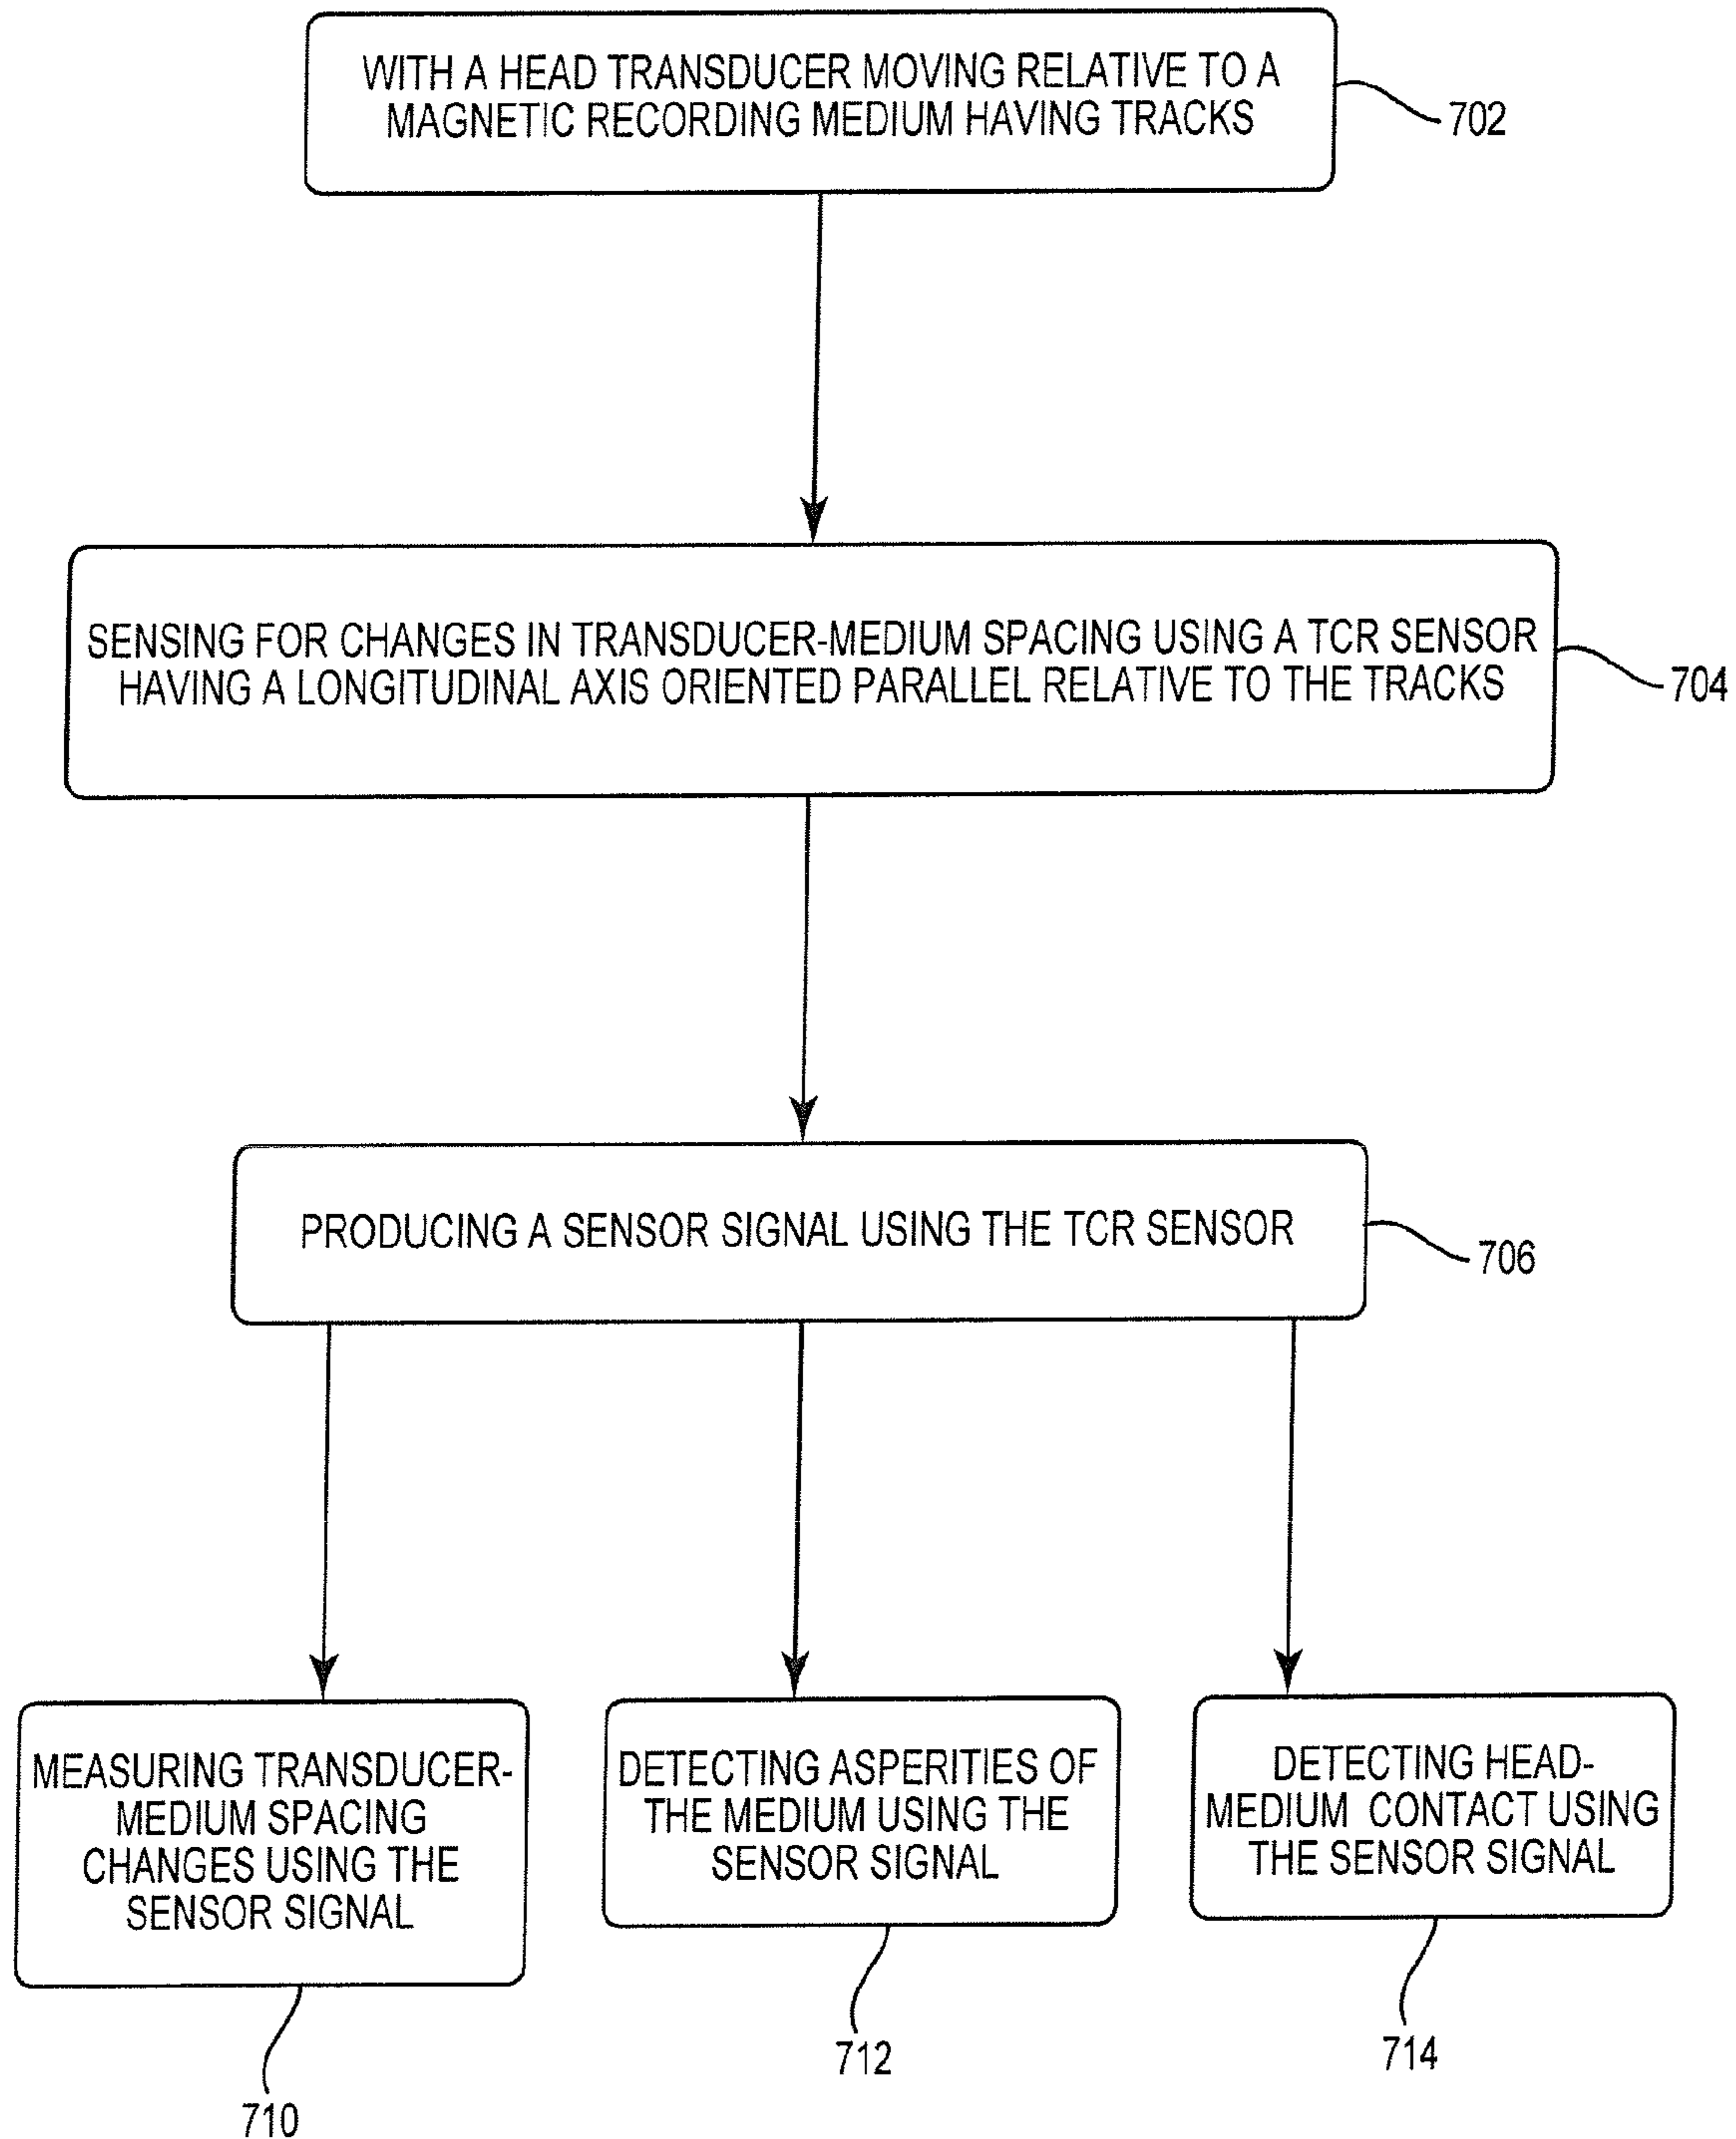 WITH A HEAD TRANSDUCER MOVING RELATIVE TO A
MAGNETIC RECORDING MEDIUM HAVING TRACKS
702
SENSING FOR CHANGES IN TRANSDUCER-MEDIUM SPACING USING A TCR SENSOR
HAVING A LONGITUDINAL AXIS ORIENTED PARALLEL RELATIVE TO THE TRACKS
704
PRODUCING A SENSOR SIGNAL USING THE TCR SENSOR
706
MEASURING TRANSDUCER-
MEDIUM SPACING
CHANGES USING THE
SENSOR SIGNAL
710
DETECTING ASPERITIES OF
THE MEDIUM USING THE
SENSOR SIGNAL
712
DETECTING HEAD-
MEDIUM CONTACT USING
THE SENSOR SIGNAL
714